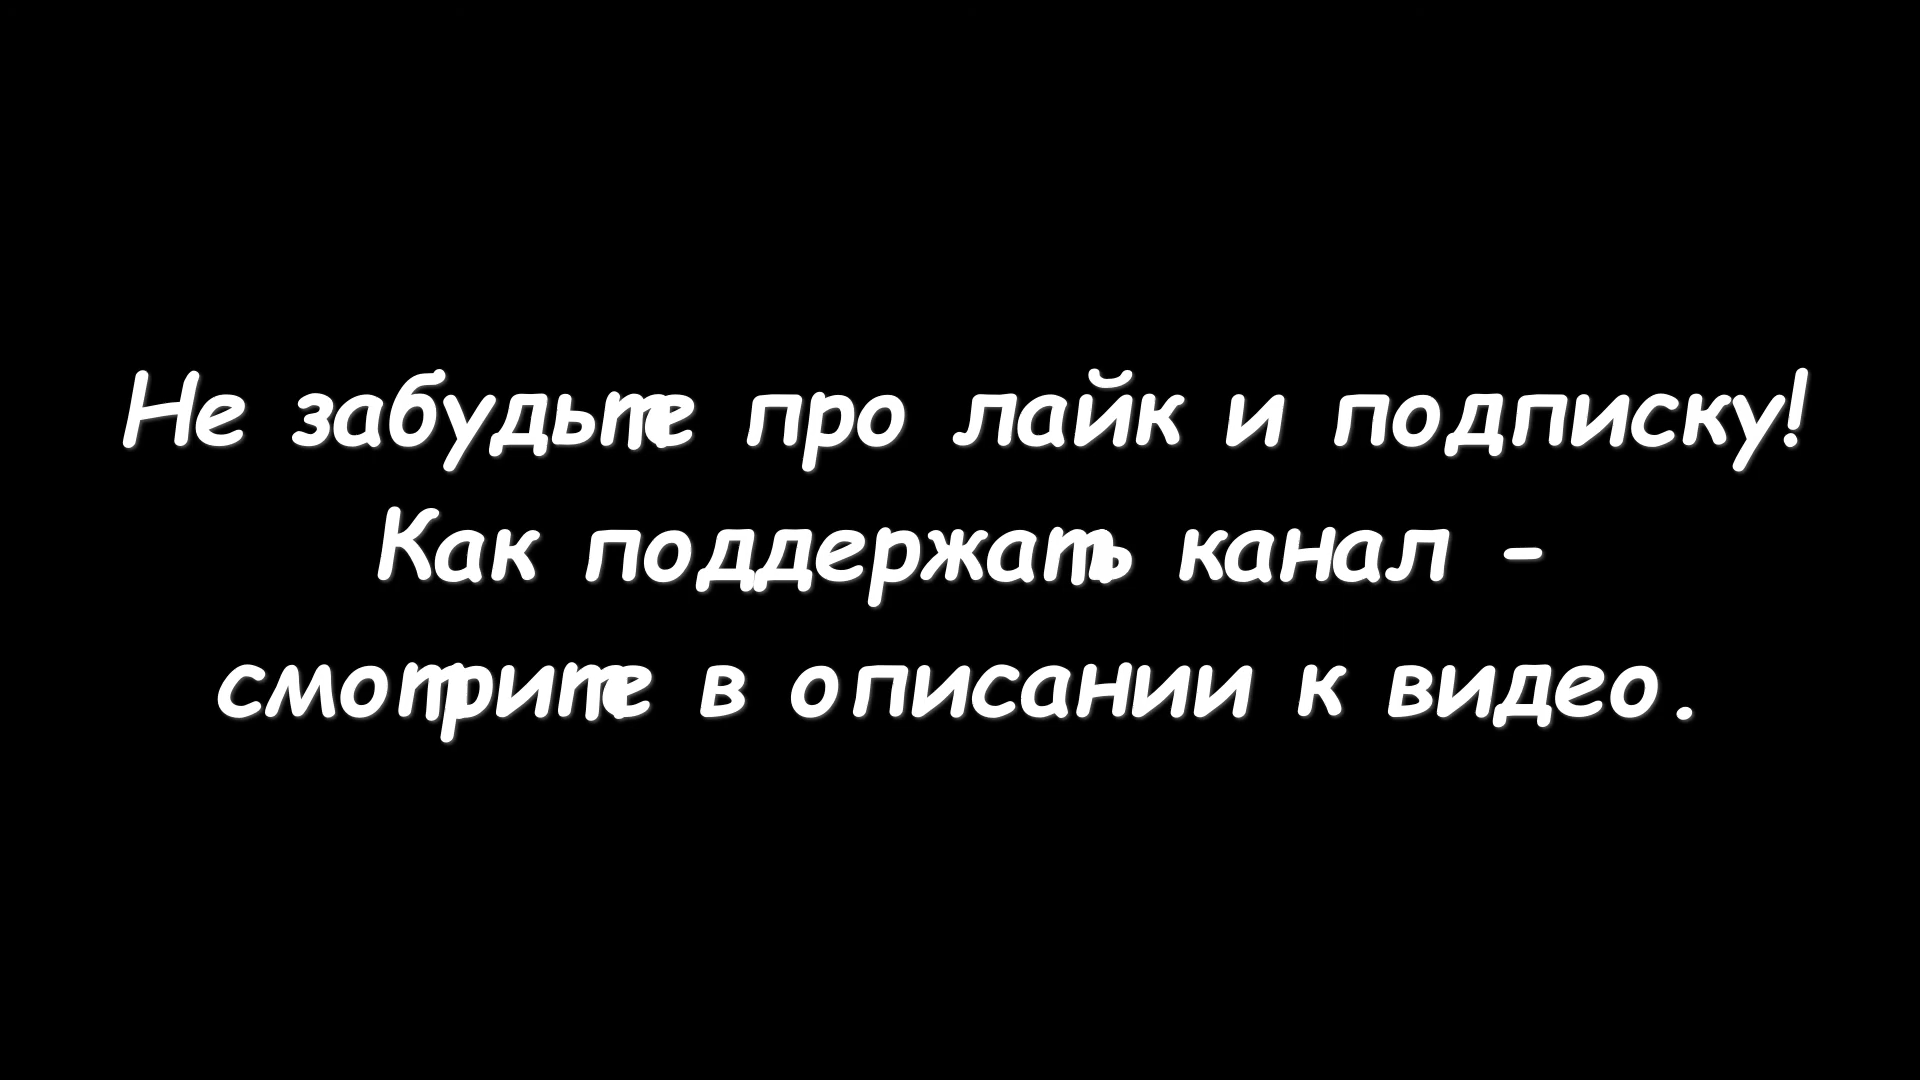 Не забудьте про лайк и подписку!
Как поддержать канал -
смотрите в описании к видео.